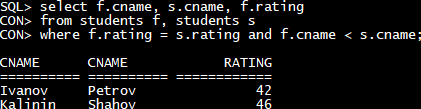 SQL> select f.cname, s.cname, f.rating
CON> from students f, students s
CON> where f.rating = s.rating and f.cname < s.cname;
CNAME CNAME RATING
========== ========== ============
Ivanov Petrov 42
Kalinin Shahov 46